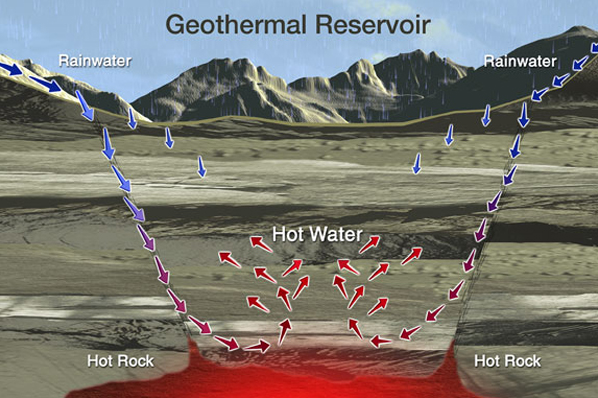 Geothermal Reservoir
Rainwater
Rainwater
Hot Water
Hot Rock
Hot Rock